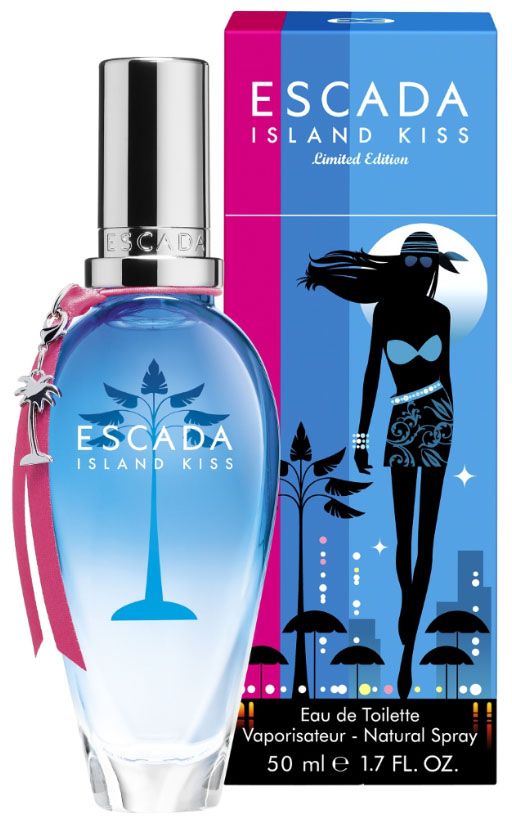 ESCADA
ESCADA
ISLAND KISS
ESCADA
ISLAND KISS
Limited Edition
Eau de Toilette
Vaporisateur - Natural Spray
50 ml e 1.7 FL. OZ.